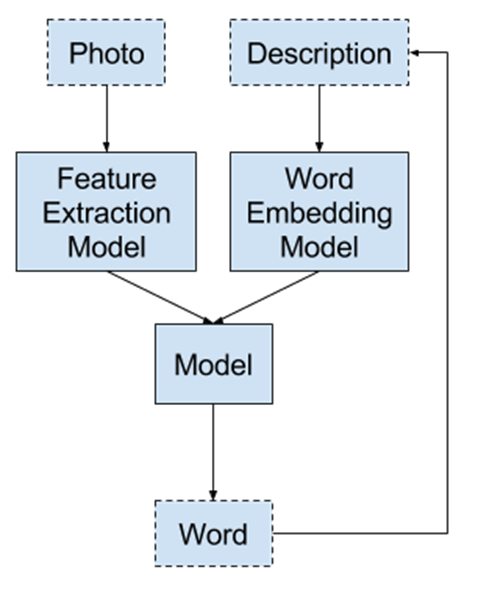 Photo
Description
Feature
Extraction
Model
Word
Embedding
Model
Model
Word